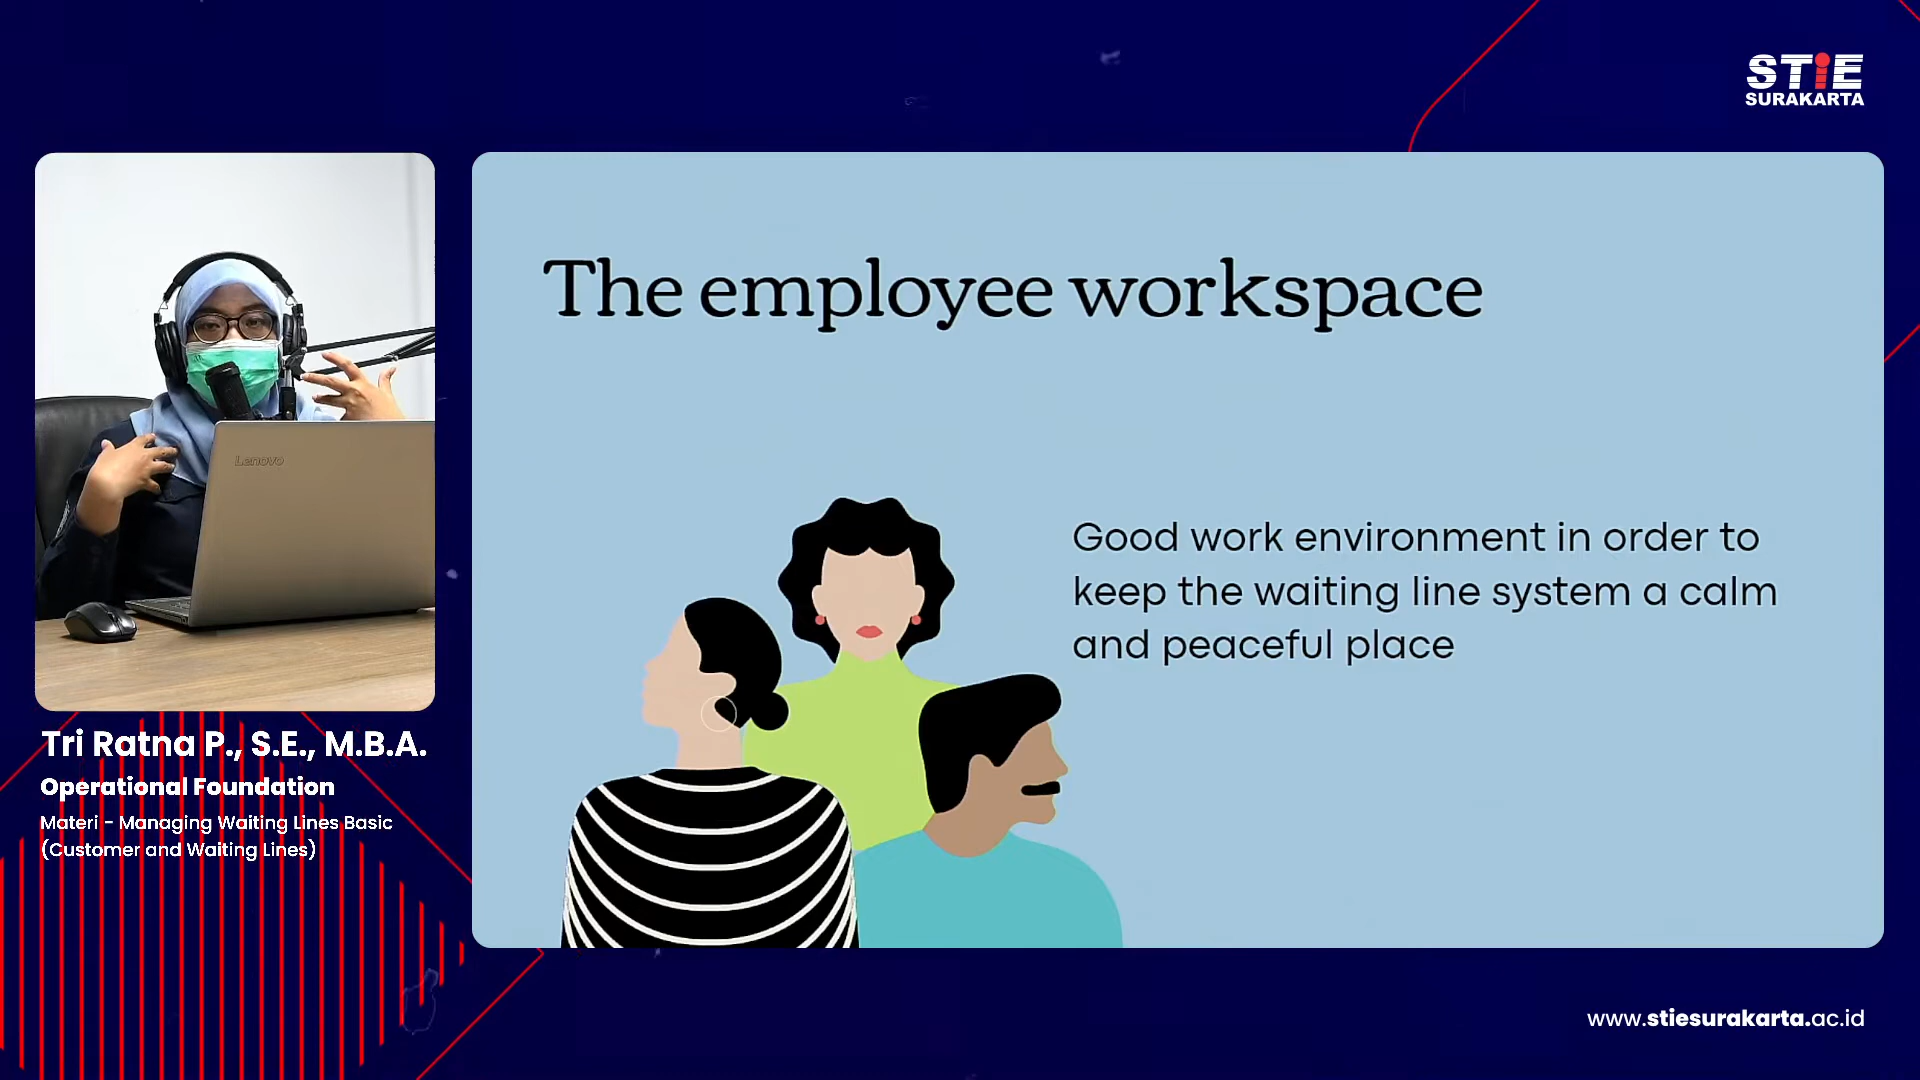 STiE
SURAKARTA
The employee workspace
Good work environment in order to
keep the waiting line system a calm
and peaceful place
Lenovo
Tri Ratna P., S.E., M.B.A.
Operational Foundation
Materi - Managing Waiting Lines Basic
(Customer and Waiting Lines)
www.stiesurakarta.ac.id